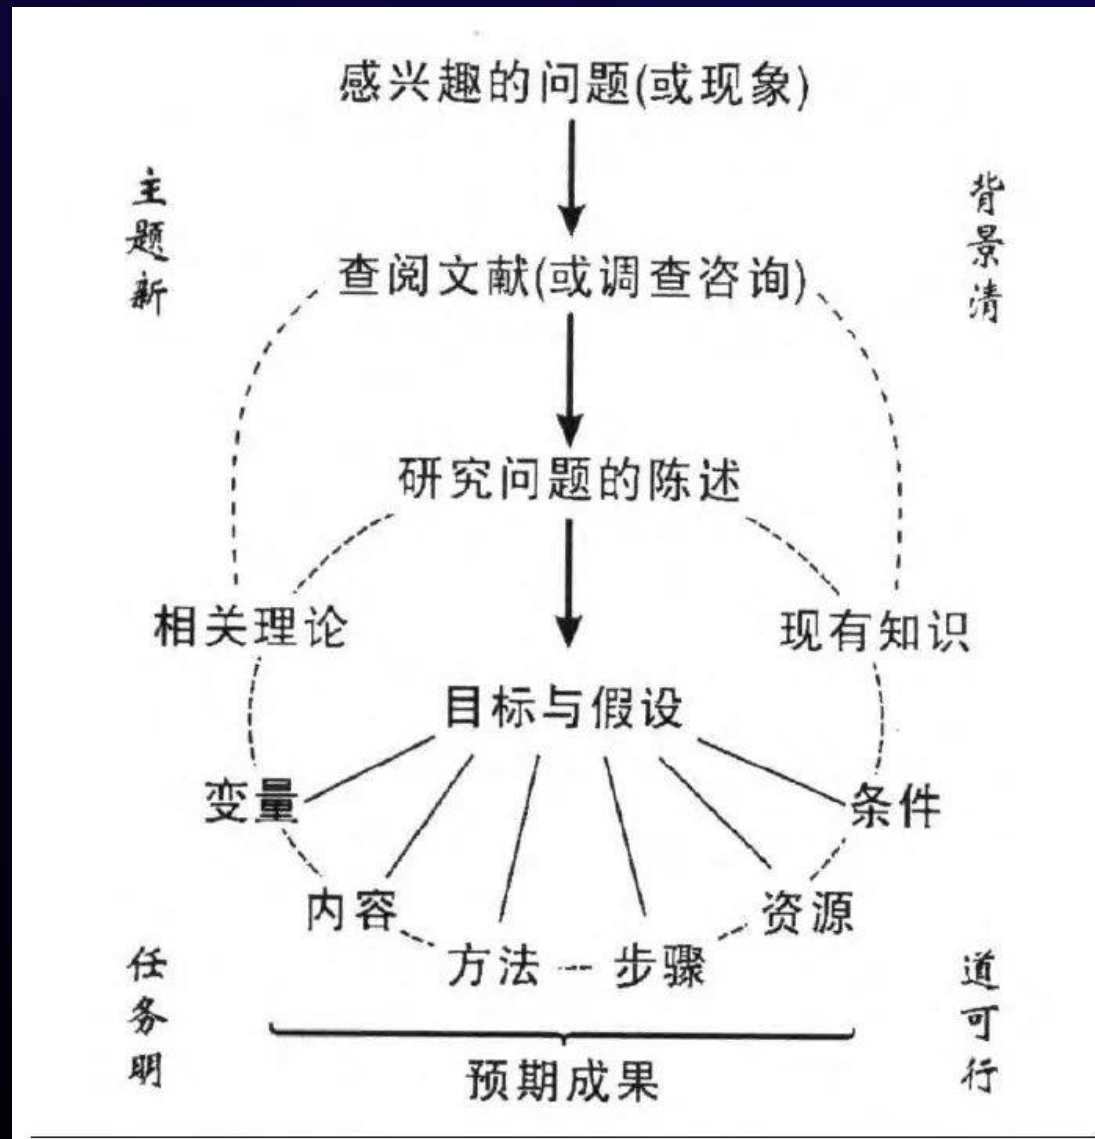 感兴趣的问题(或现象)
主题新
背景清
查阅文献(或调查咨询)
研究问题的陈述
相关理论
现有知识
目标与假设
变量
条件
内容
资源
方法
步骤
任务明
道可行
预期成果